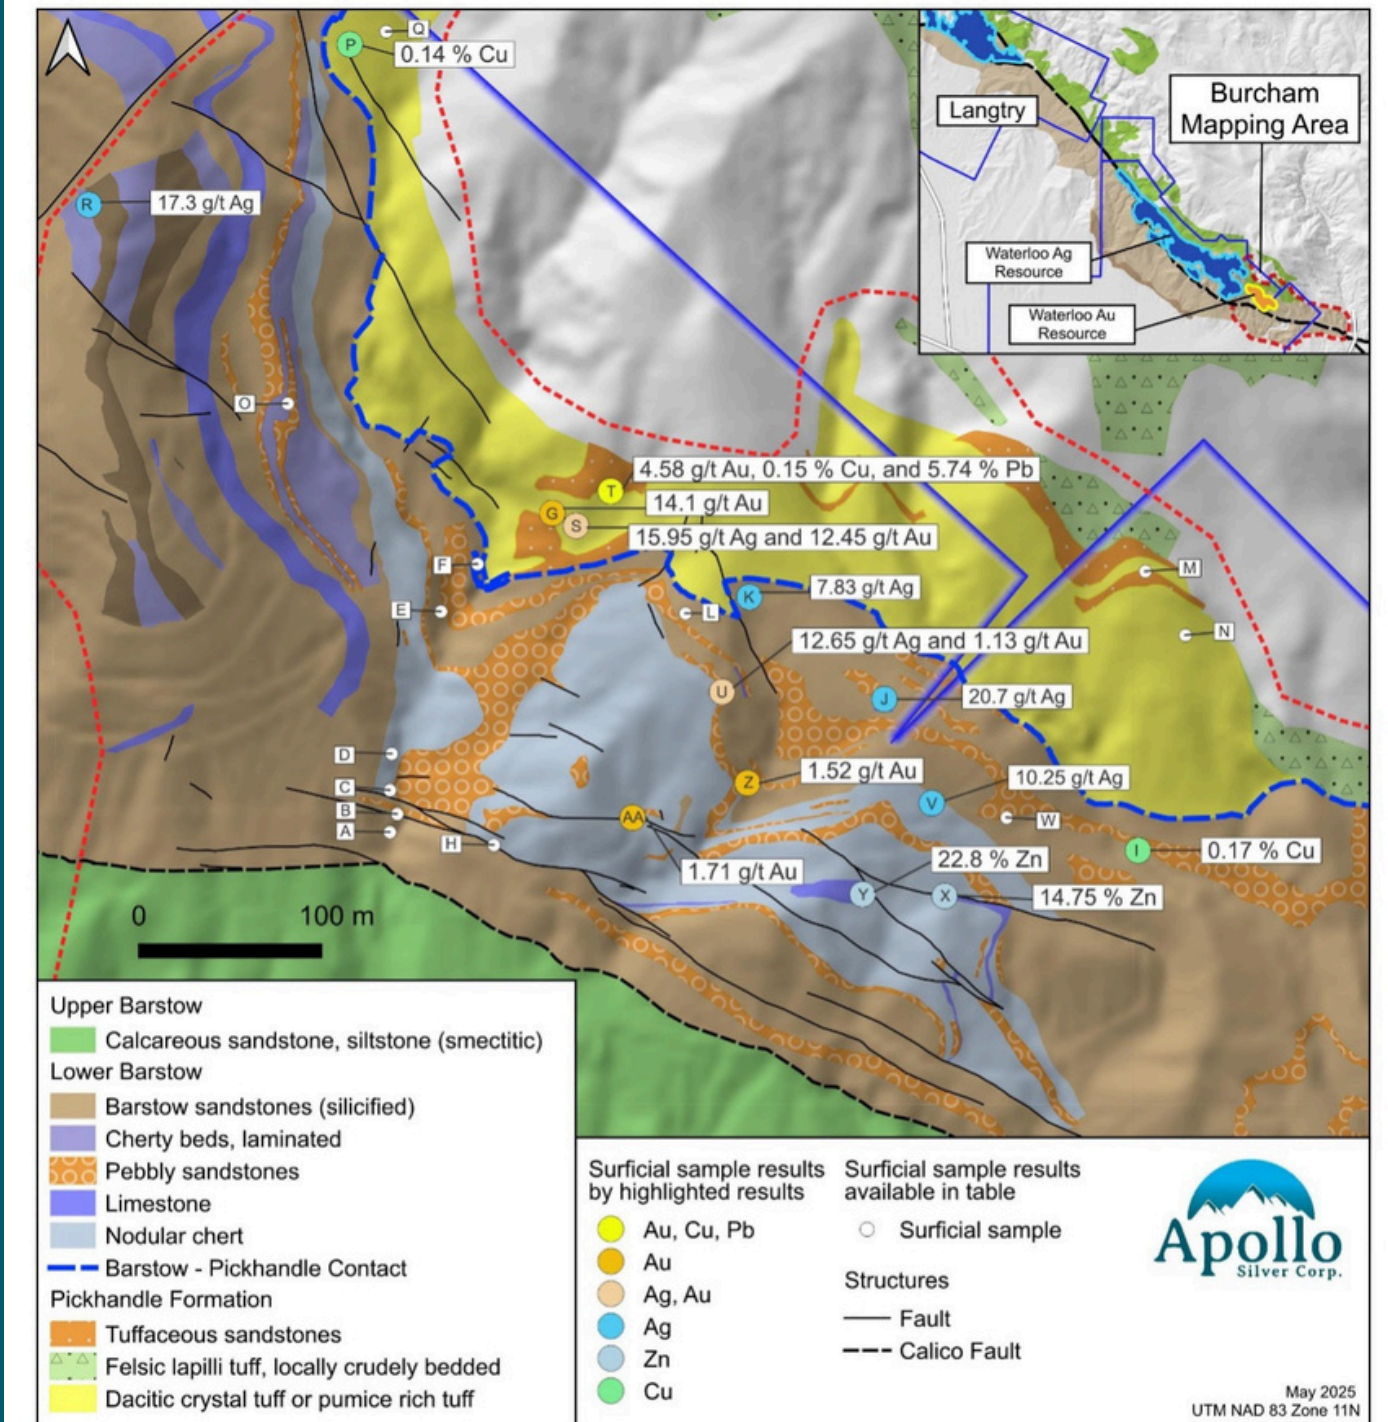 Q
P
0.14 % Cu
Langtry
Burcham
Mapping Area
Waterloo Ag
Resource
Waterloo Au
Resource
R
17.3 g/t Ag
O
T
4.58 g/t Au, 0.15 % Cu, and 5.74 % Pb
G
14.1 g/t Au
S
15.95 g/t Ag and 12.45 g/t Au
F
M
K
7.83 g/t Ag
E
L
N
12.65 g/t Ag and 1.13 g/t Au
U
J
20.7 g/t Ag
D
Z
1.52 g/t Au
10.25 g/t Ag
C
V
B
AA
W
A
H
I
0.17 % Cu
1.71 g/t Au
22.8 % Zn
Y
X
14.75 % Zn
0
100 m
Upper Barstow
Calcareous sandstone, siltstone (smectitic)
Lower Barstow
Barstow sandstones (silicified)
Cherty beds, laminated
Pebbly sandstones
Limestone
Nodular chert
Barstow - Pickhandle Contact
Pickhandle Formation
Tuffaceous sandstones
Felsic lapilli tuff, locally crudely bedded
Dacitic crystal tuff or pumice rich tuff
Surficial sample results
by highlighted results
Au, Cu, Pb
Au
Ag, Au
Ag
Zn
Cu
Surficial sample results
available in table
Surficial sample
Structures
Fault
Calico Fault
Apollo
Silver Corp.
May 2025
UTM NAD 83 Zone 11N